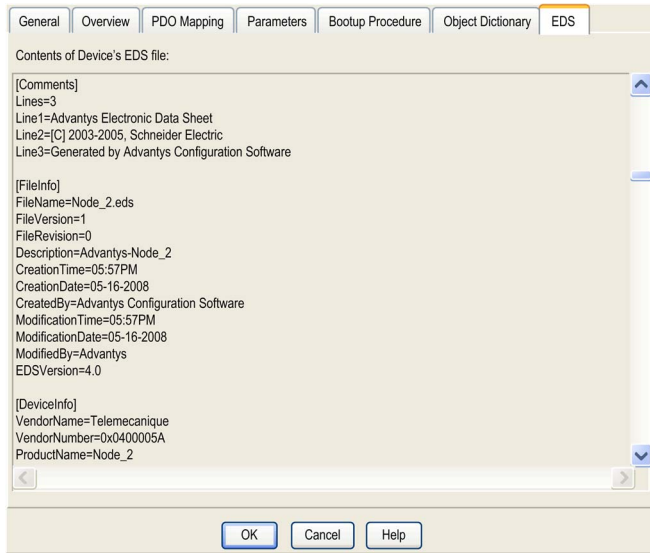 General Overview PDO Mapping Parameters Bootup Procedure Object Dictionary EDS
Contents of Device's EDS file:
[Comments]
Lines=3
Line1=Advantys Electronic Data Sheet
Line2=[C] 2003-2005, Schneider Electric
Line3=Generated by Advantys Configuration Software
[FileInfo]
FileName=Node_2.eds
FileVersion=1
FileRevision=0
Description=Advantys-Node_2
CreationTime=05:57PM
CreationDate=05-16-2008
CreatedBy=Advantys Configuration Software
ModificationTime=05:57PM
ModificationDate=05-16-2008
ModifiedBy=Advantys
EDSVersion=4.0
[DeviceInfo]
VendorName=Telemecanique
VendorNumber=0x0400005A
ProductName=Node_2
OK Cancel Help